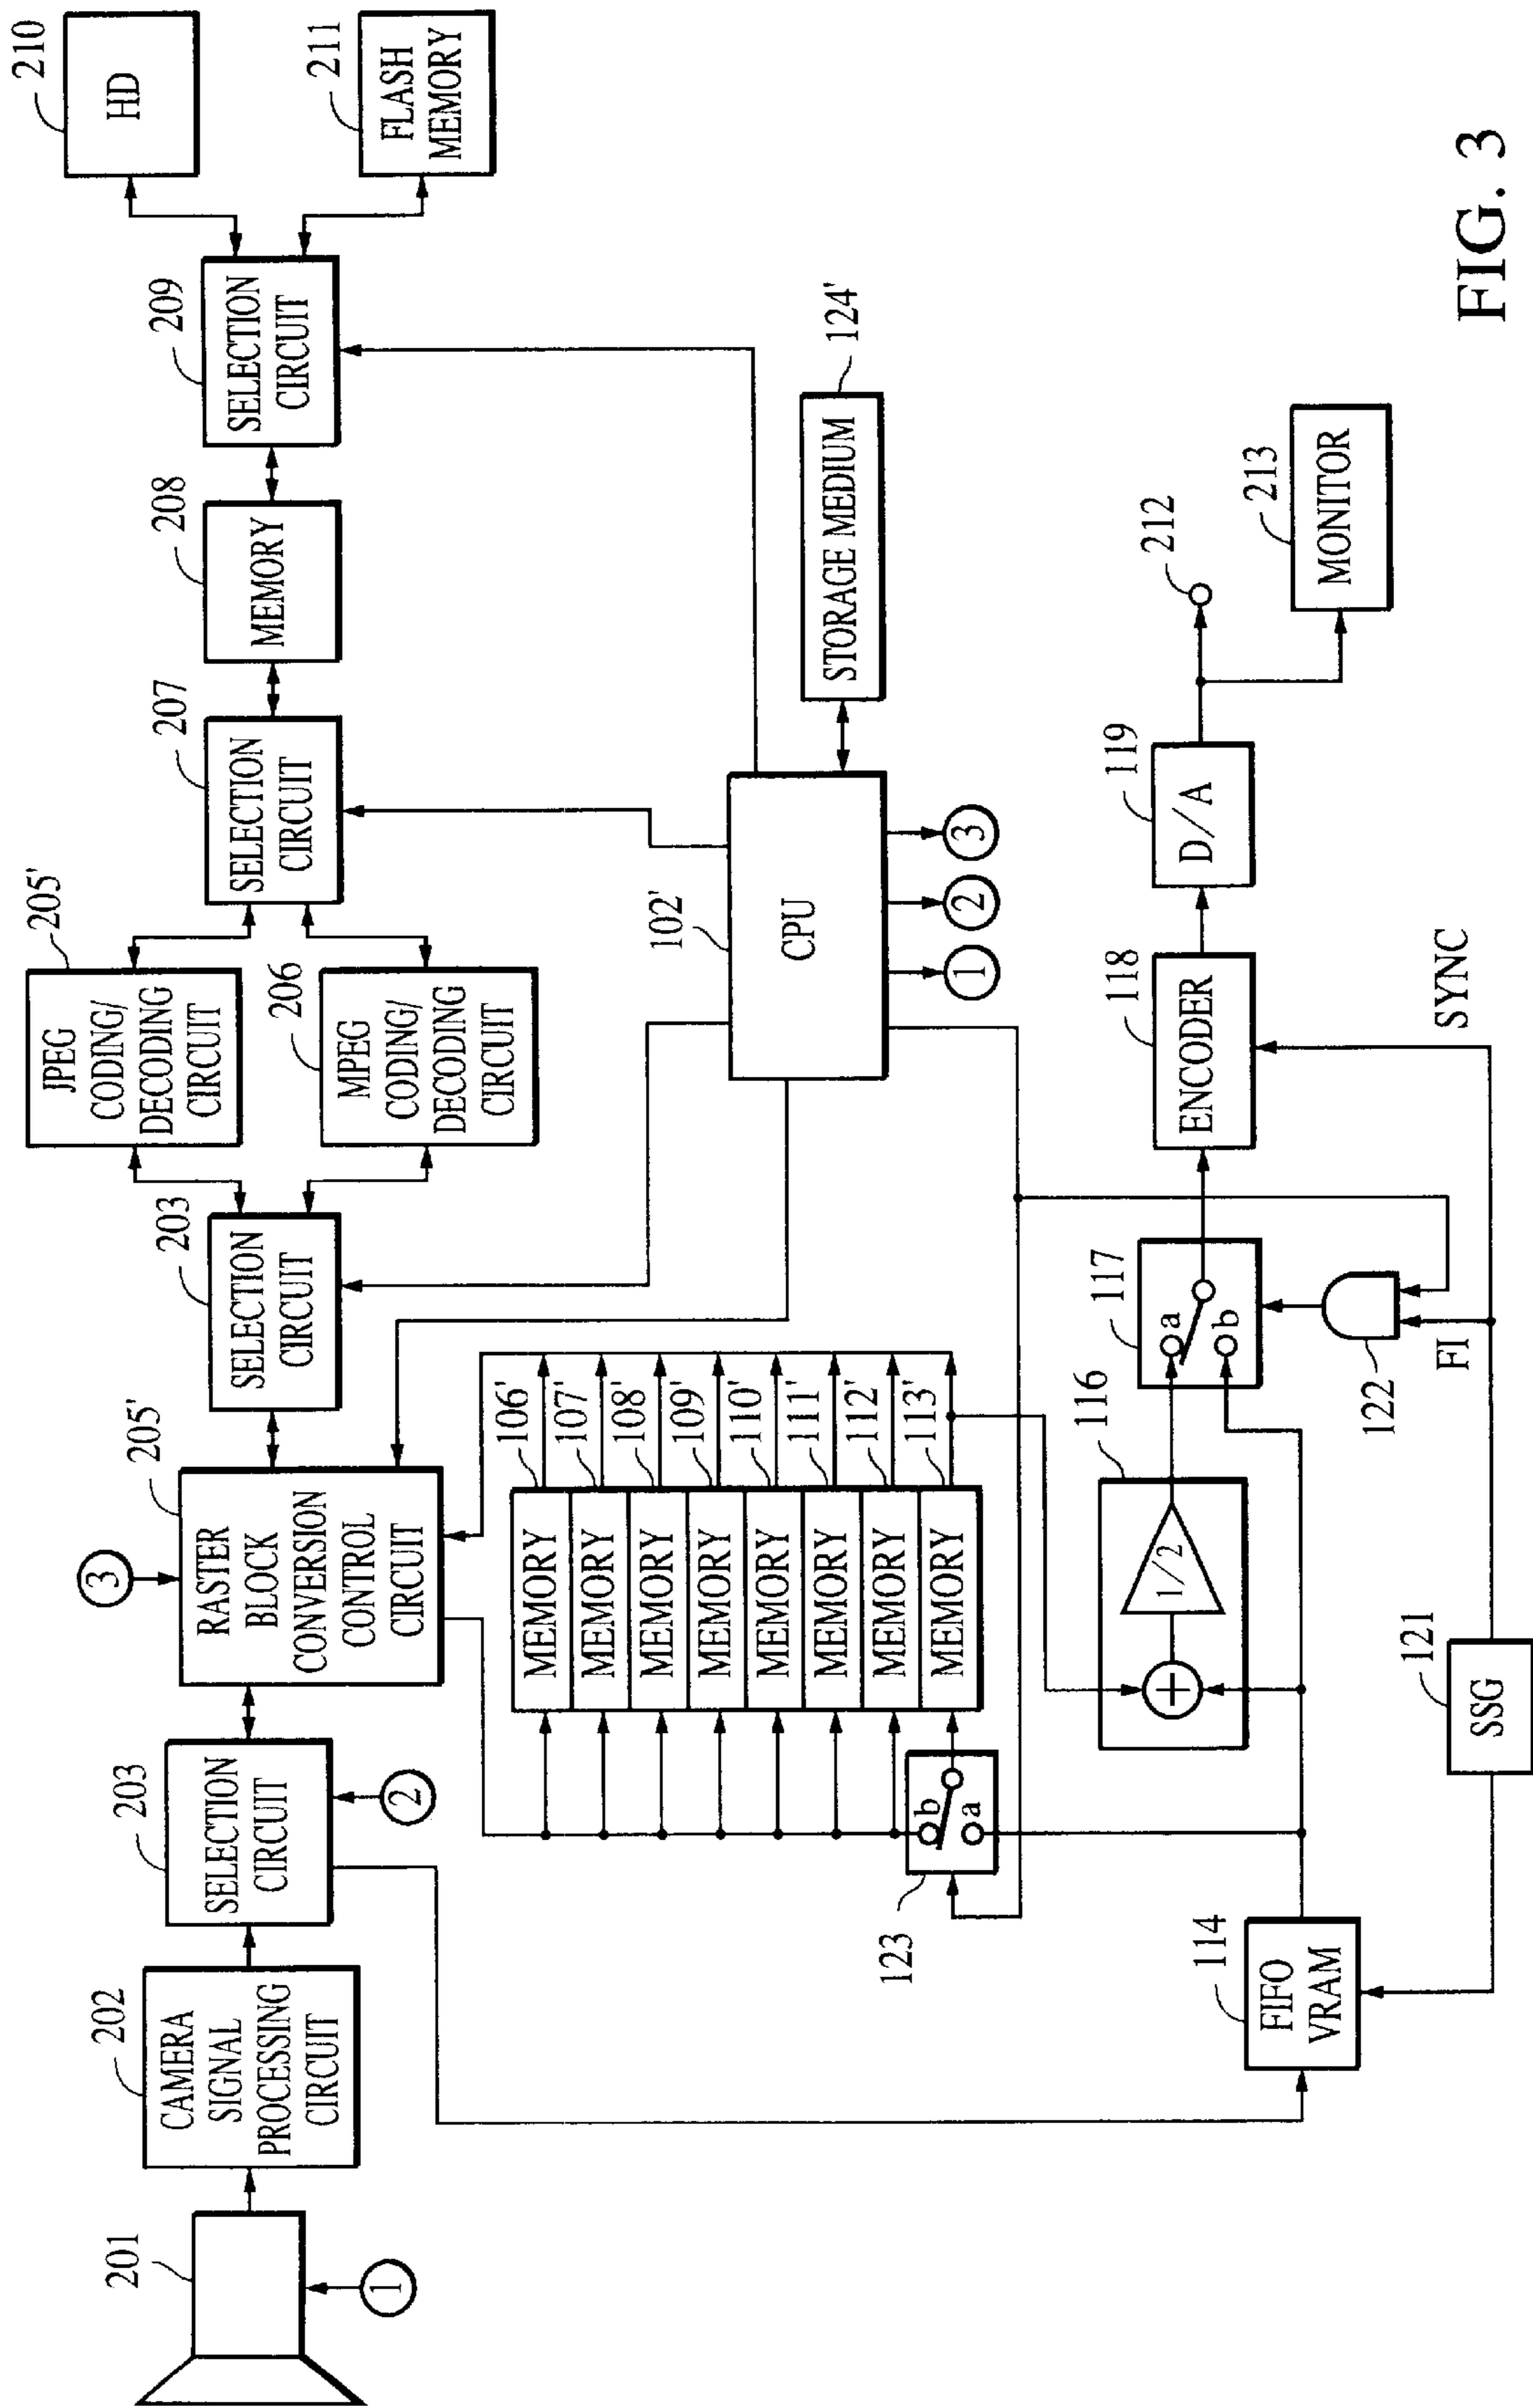 201
1
202
CAMERA
SIGNAL
PROCESSING
CIRCUIT
203
SELECTION
CIRCUIT
2
3
205'
RASTER
BLOCK
CONVERSION
CONTROL
CIRCUIT
203
SELECTION
CIRCUIT
205'
JPEG
CODING/
DECODING
CIRCUIT
206
MPEG
CODING/
DECODING
CIRCUIT
207
SELECTION
CIRCUIT
208
MEMORY
209
SELECTION
CIRCUIT
210
HD
211
FLASH
MEMORY
MEMORY 106'
MEMORY 107'
MEMORY 108'
MEMORY 109'
MEMORY 110'
MEMORY 111'
MEMORY 112'
MEMORY 113'
123
b
a
102'
CPU
1
2
3
STORAGE MEDIUM
124'
114
FIFO
VRAM
116
1/2
117
a
b
122
FI
118
ENCODER
SYNC
119
D/A
212
213
MONITOR
121
SSG
FIG. 3